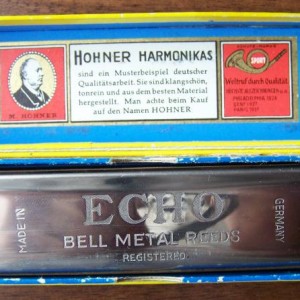 HOHNER HARMONIKAS
sind ein Musterbeispiel deutscher
Qualitätsarbeit. Sie sind klangschön,
tonrein und aus dem besten Material
hergestellt. Man achte beim Kauf
auf den Namen HOHNER
M. HOHNER
SPORT
Weltruf durch Qualität
ECHO
BELL METAL REEDS
REGISTERED
MADE IN
GERMANY